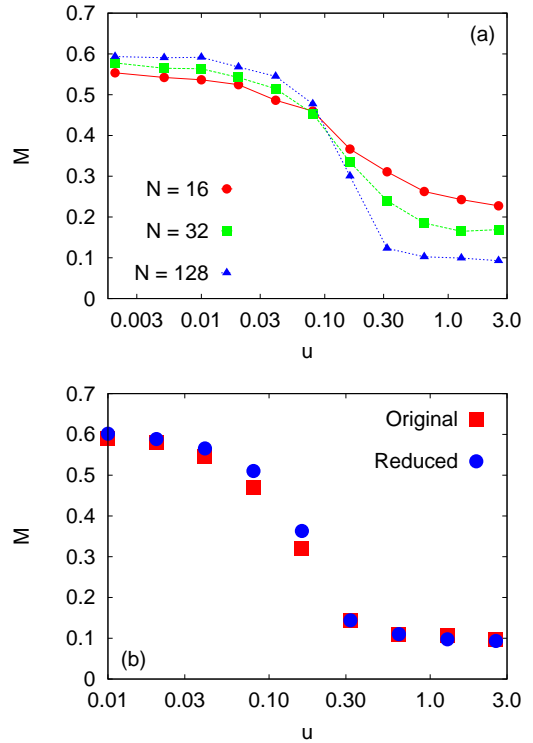 (a)
0.7
0.6
0.5
0.4
0.3
0.2
0.1
0
M
N = 16
N = 32
N = 128
0.003 0.01 0.03 0.10 0.30 1.0 3.0
u
0.7
0.6
0.5
0.4
0.3
0.2
0.1
0
M
Original
Reduced
(b)
0.01 0.03 0.10 0.30 1.0 3.0
u